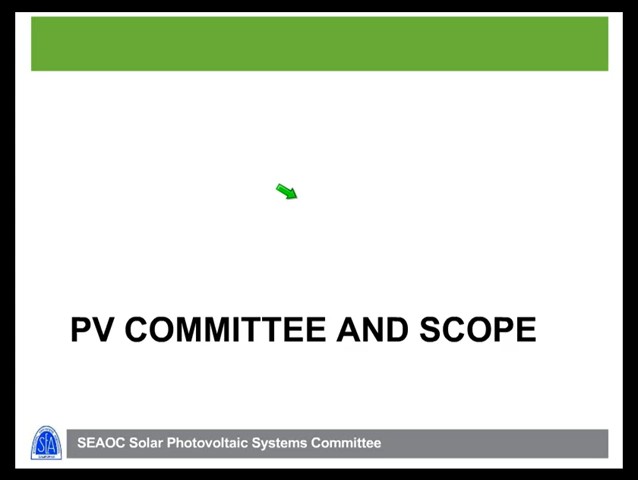 PV COMMITTEE AND SCOPE
SEAOC Solar Photovoltaic Systems Committee